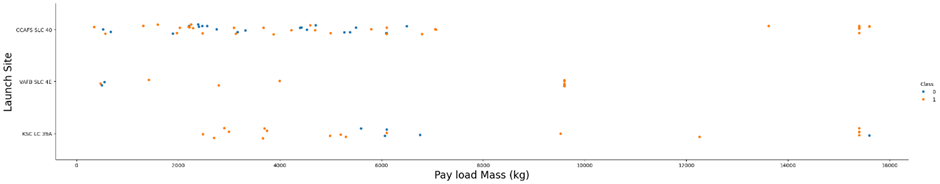 CCAFS SLC 40
VAFB SLC 4E
KSC LC 39A
Launch Site
Class
0
1
0 2000 4000 6000 8000 10000 12000 14000 16000
Pay load Mass (kg)